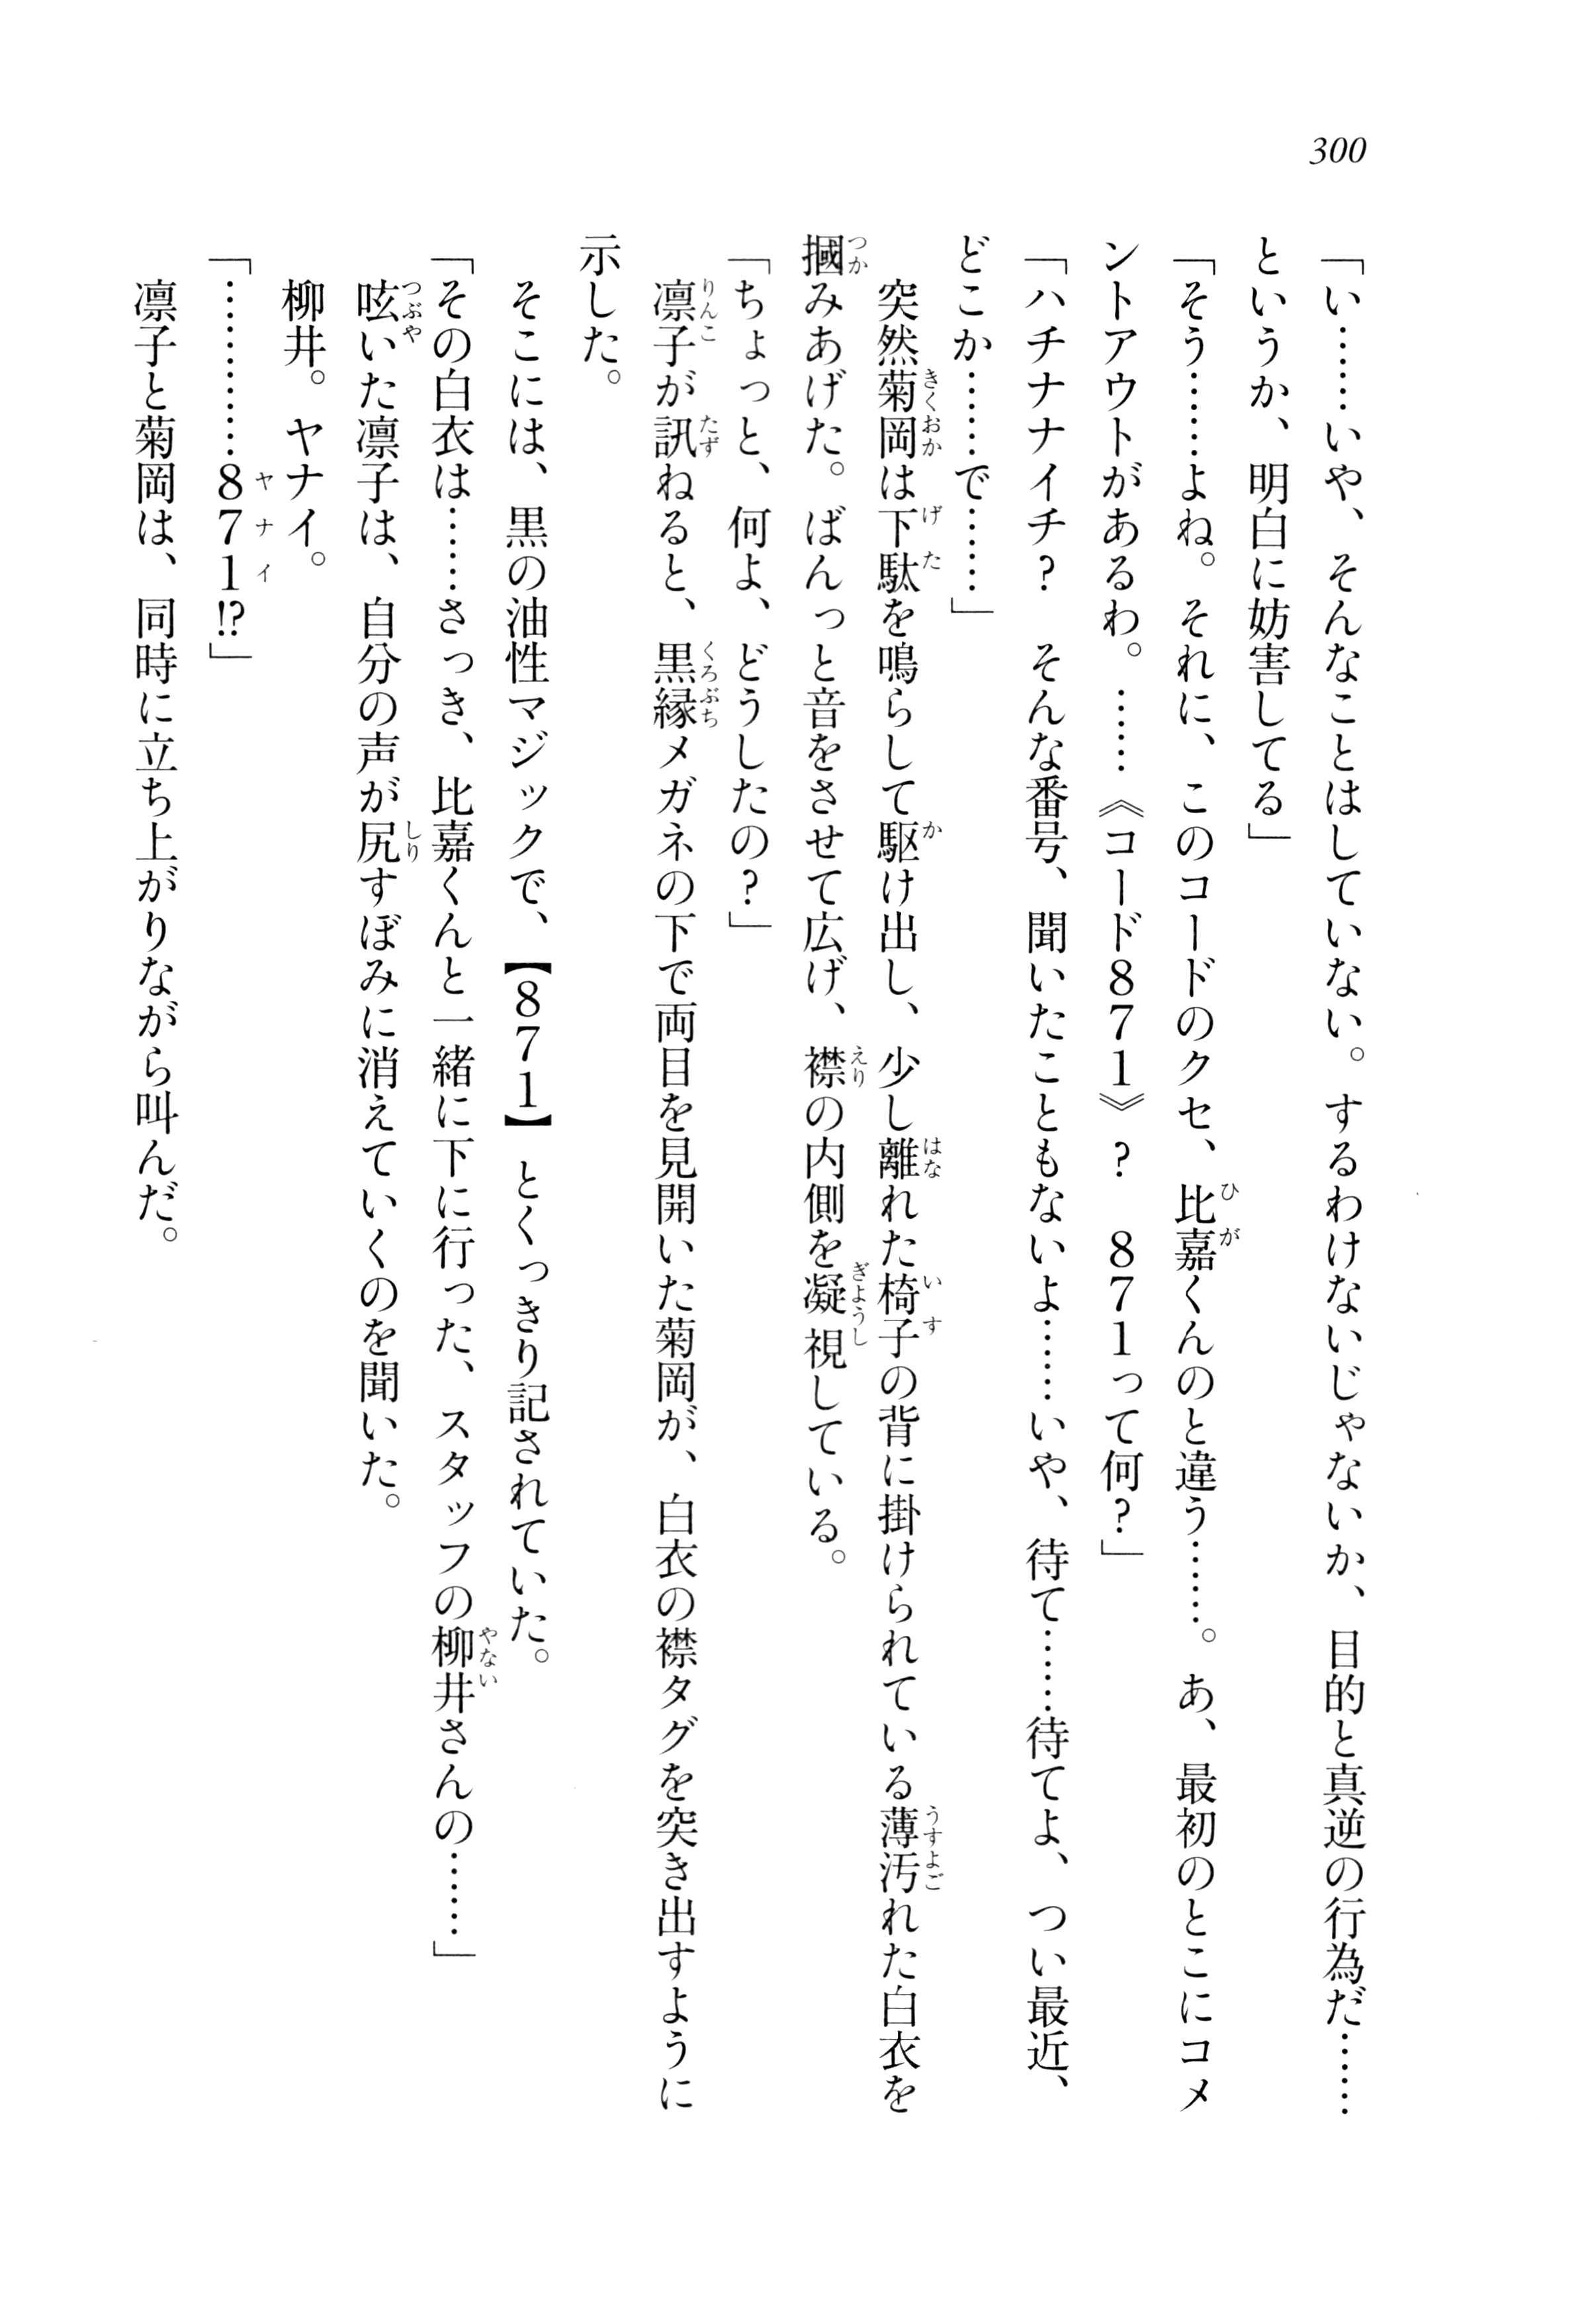 300
「い……いや、そんなことはしていない。するわけないじゃないか、目的と真逆の行為だ……
というか、明白に妨害してる」
「そう……よね。それに、このコードのクセ、比嘉くんのと違う……。あ、最初のとこにコメ
ントアウトがあるわ。……《コード871》?　871って何?」
「ハチナナイチ?　そんな番号、聞いたこともないよ……いや、待て……待てよ、つい最近、
どこか……で……」
　突然菊岡は下駄を鳴らして駆け出し、少し離れた椅子の背に掛けられている薄汚れた白衣を
摑みあげた。ばんっと音をさせて広げ、襟の内側を凝視している。
「ちょっと、何よ、どうしたの?」
　凛子が訊ねると、黒縁メガネの下で両目を見開いた菊岡が、白衣の襟タグを突き出すように
示した。
　そこには、黒の油性マジックで、【871】とくっきり記されていた。
「その白衣は……さっき、比嘉くんと一緒に下に行った、スタッフの柳井さんの……」
　呟いた凛子は、自分の声が尻すぼみに消えていくのを聞いた。
　柳井。ヤナイ。
「…………871!?」
　凛子と菊岡は、同時に立ち上がりながら叫んだ。